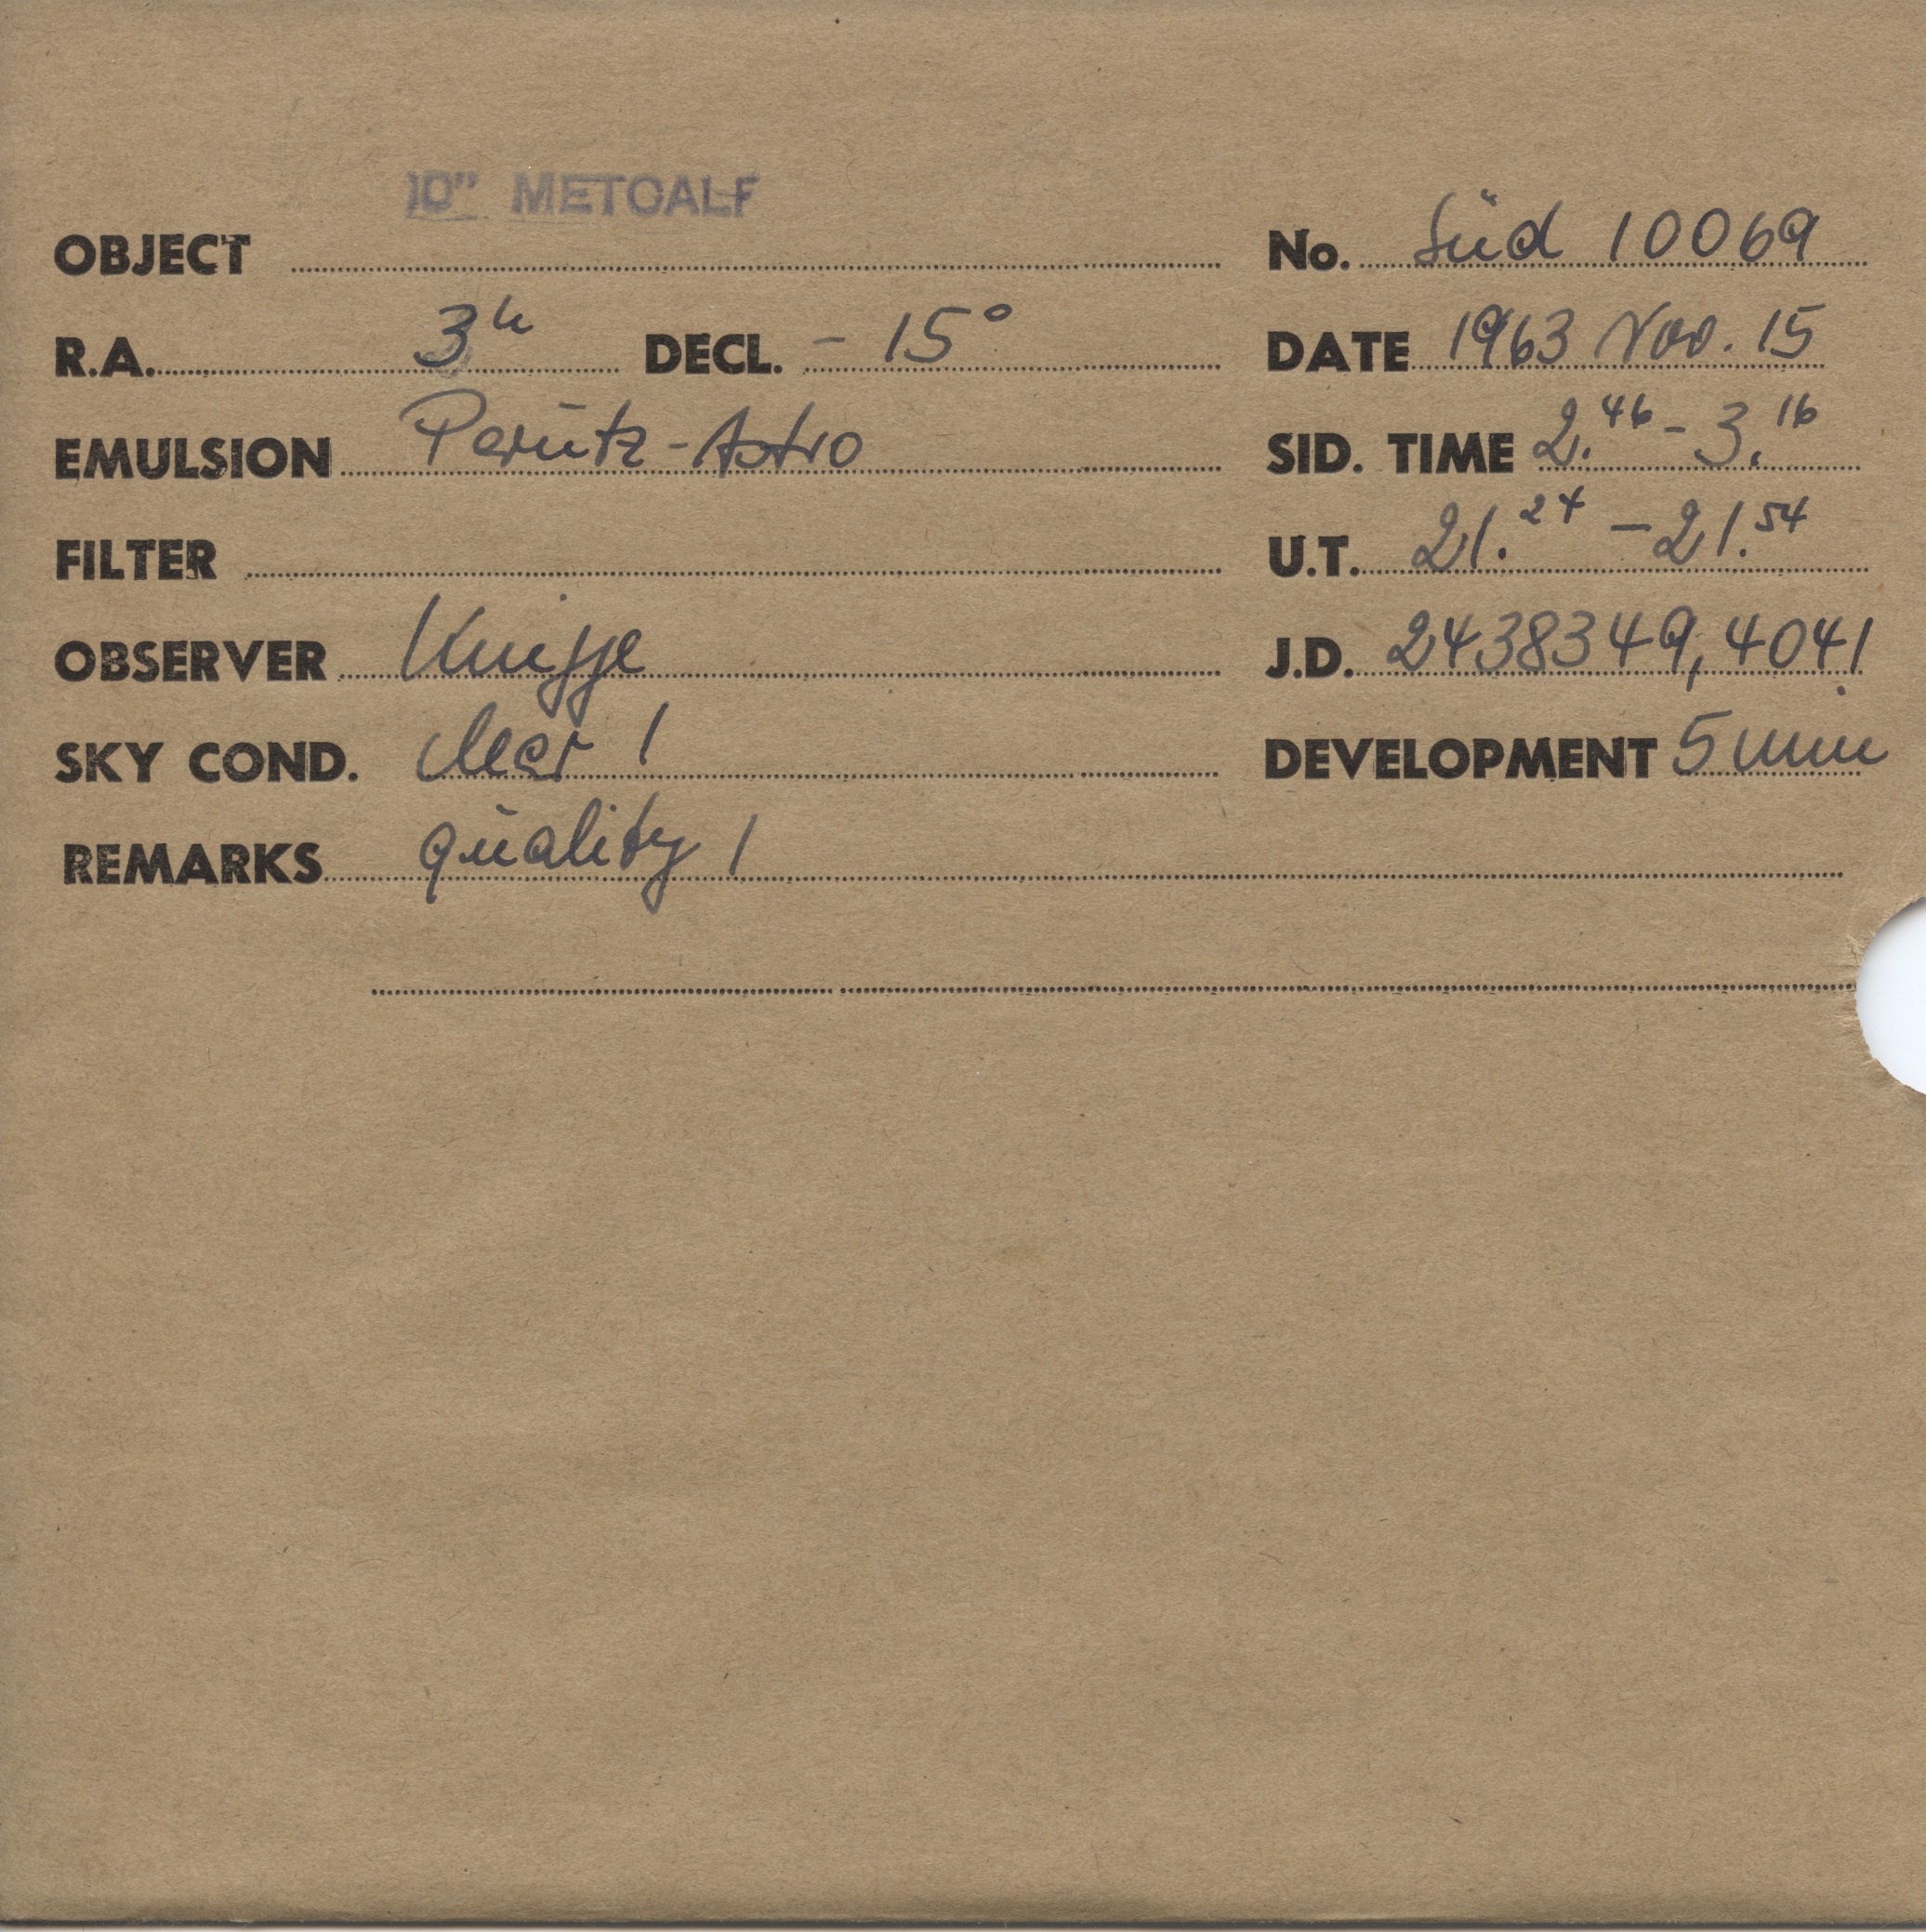 10" METCALF
OBJECT No. Süd 10069
R.A. 3h DECL. - 15° DATE 1963 Nov. 15
EMULSION Perutz-Astro SID. TIME 2.46 - 3.16
FILTER U.T. 21.24 - 21.54
OBSERVER Knigge J.D. 2438349,4041
SKY COND. clear 1 DEVELOPMENT 5 min
REMARKS quality 1